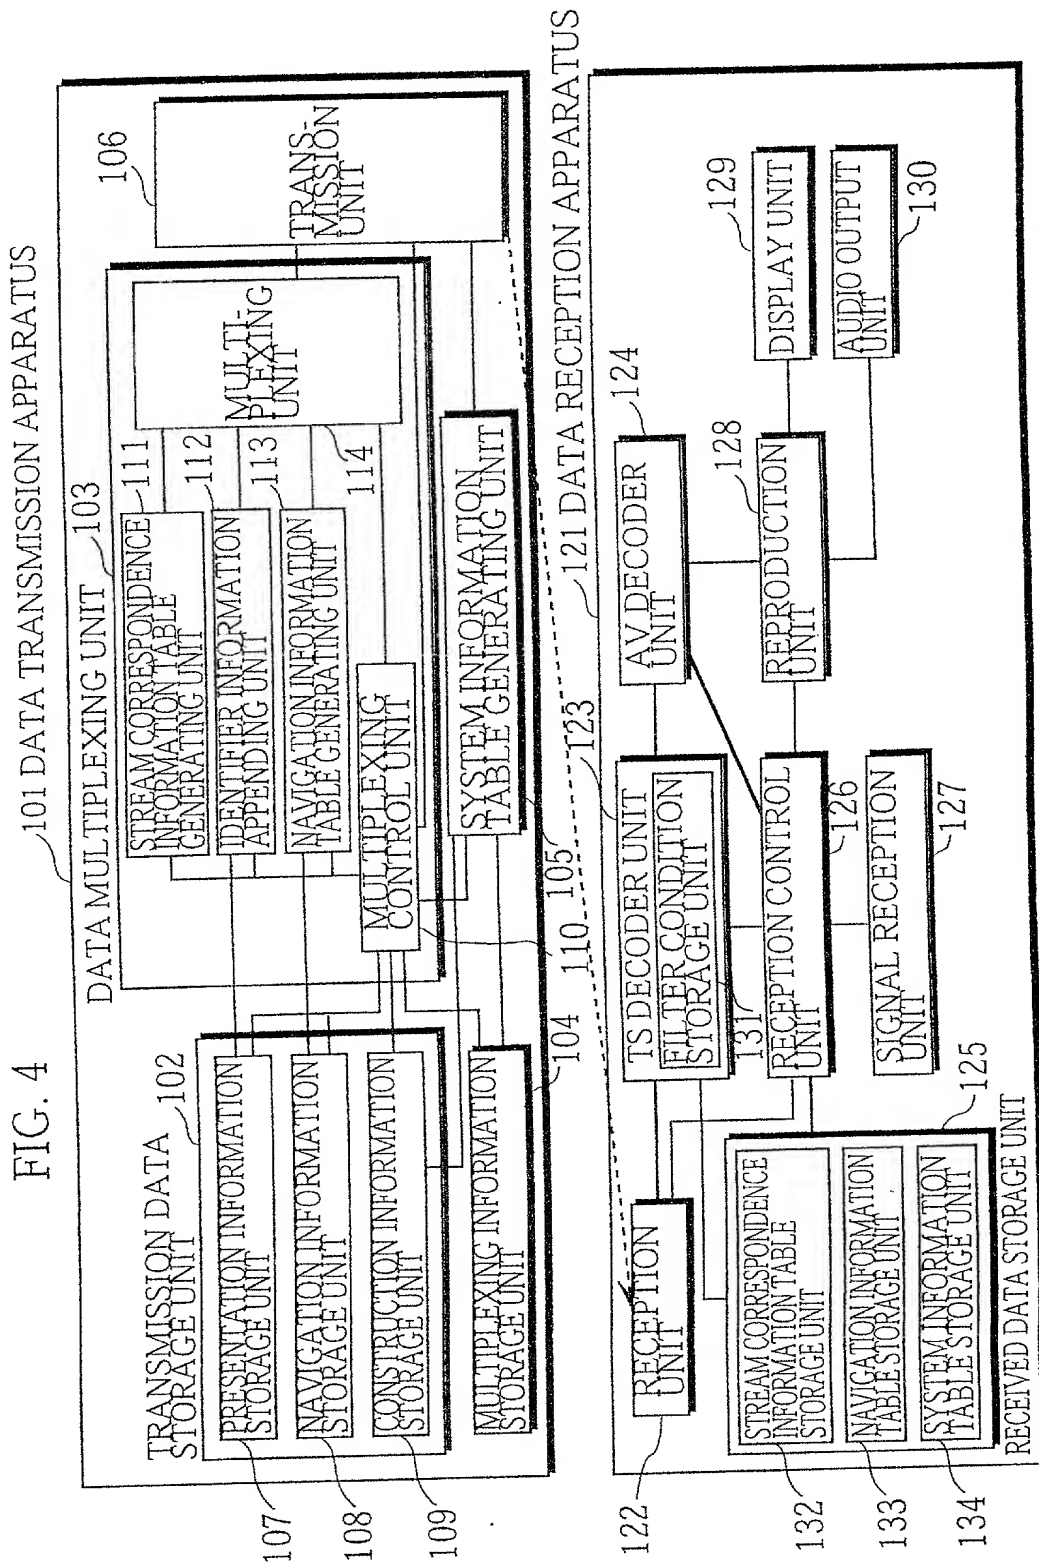 FIG. 4
101 DATA TRANSMISSION APPARATUS
TRANSMISSION DATA
STORAGE UNIT
102
PRESENTATION INFORMATION
STORAGE UNIT
107
NAVIGATION INFORMATION
STORAGE UNIT
108
CONSTRUCTION INFORMATION
STORAGE UNIT
109
MULTIPLEXING INFORMATION
STORAGE UNIT
104
DATA MULTIPLEXING UNIT
103
STREAM CORRESPONDENCE
INFORMATION TABLE
GENERATING UNIT
111
IDENTIFIER INFORMATION
APPENDING UNIT
112
NAVIGATION INFORMATION
TABLE GENERATING UNIT
113
MULTIPLEXING
CONTROL UNIT
110
MULTI-
PLEXING
UNIT
114
SYSTEM INFORMATION
TABLE GENERATING UNIT
105
TRANS-
MISSION
UNIT
106
121 DATA RECEPTION APPARATUS
RECEPTION
UNIT
122
TS DECODER UNIT
123
FILTER CONDITION
STORAGE UNIT
131
AV DECODER
UNIT
124
RECEPTION CONTROL
UNIT
126
REPRODUCTION
UNIT
128
DISPLAY UNIT
129
AUDIO OUTPUT
UNIT
130
SIGNAL RECEPTION
UNIT
127
STREAM CORRESPONDENCE
INFORMATION TABLE
STORAGE UNIT
132
NAVIGATION INFORMATION
TABLE STORAGE UNIT
133
SYSTEM INFORMATION
TABLE STORAGE UNIT
134
125
RECEIVED DATA STORAGE UNIT